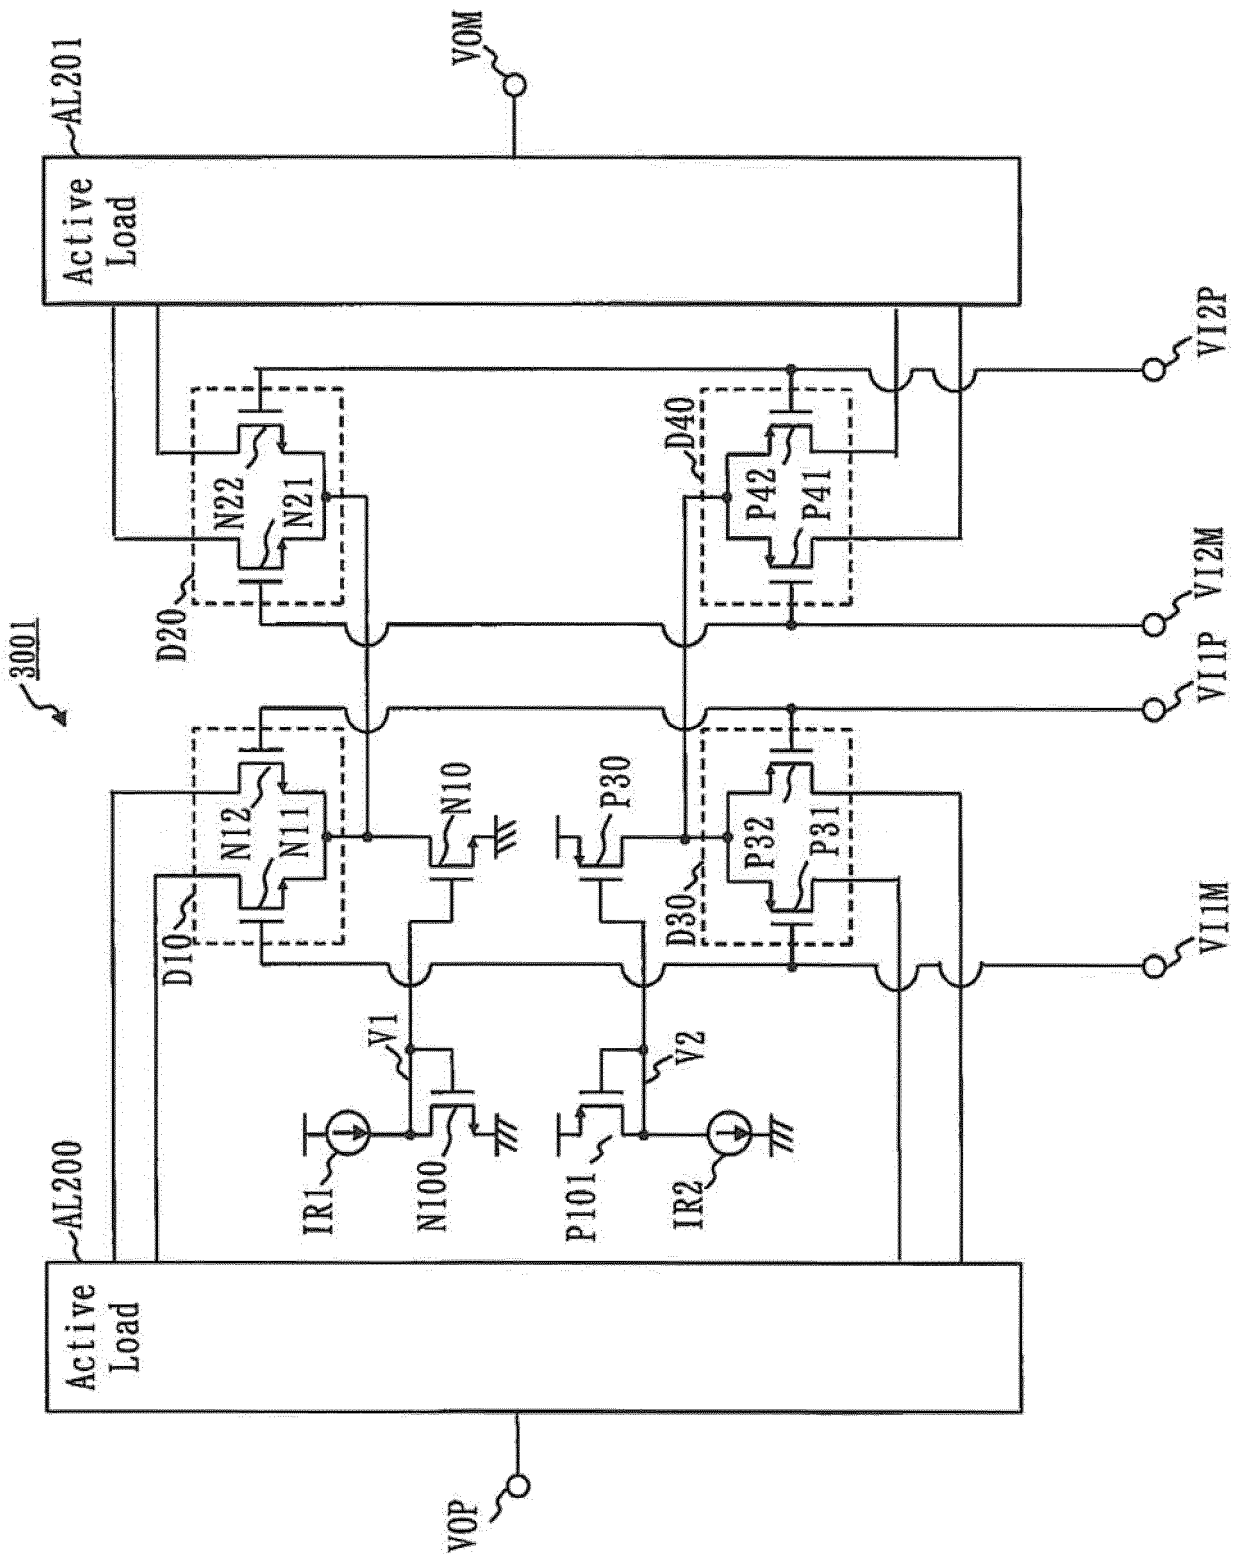 3001
AL200
Active
Load
AL201
Active
Load
VOP
VOM
D10
N12
N11
D20
N22
N21
IR1
V1
N100
N10
P101
V2
IR2
P30
D30
P32
P31
D40
P42
P41
VI1M
VI1P
VI2M
VI2P